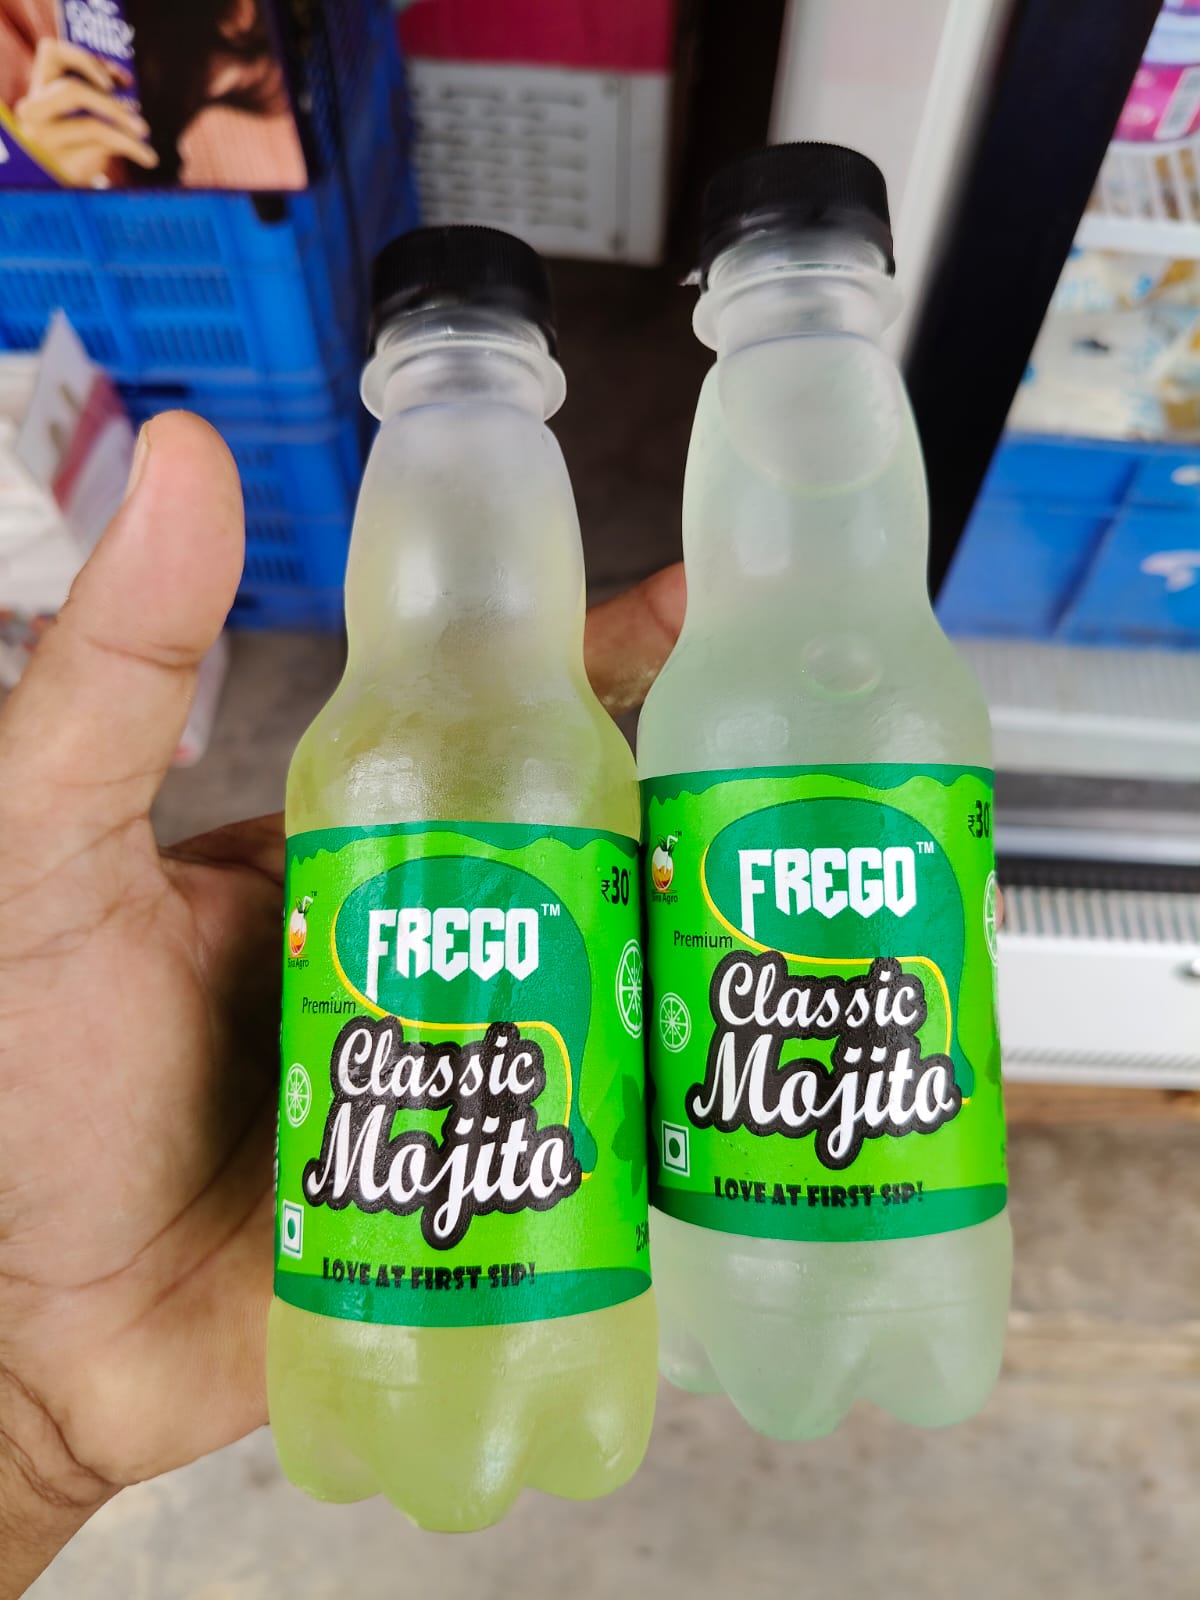 FREGO™
₹30*
Premium
Classic
Mojito
LOVE AT FIRST SIP!
FREGO™
₹30*
Premium
Classic
Mojito
LOVE AT FIRST SIP!